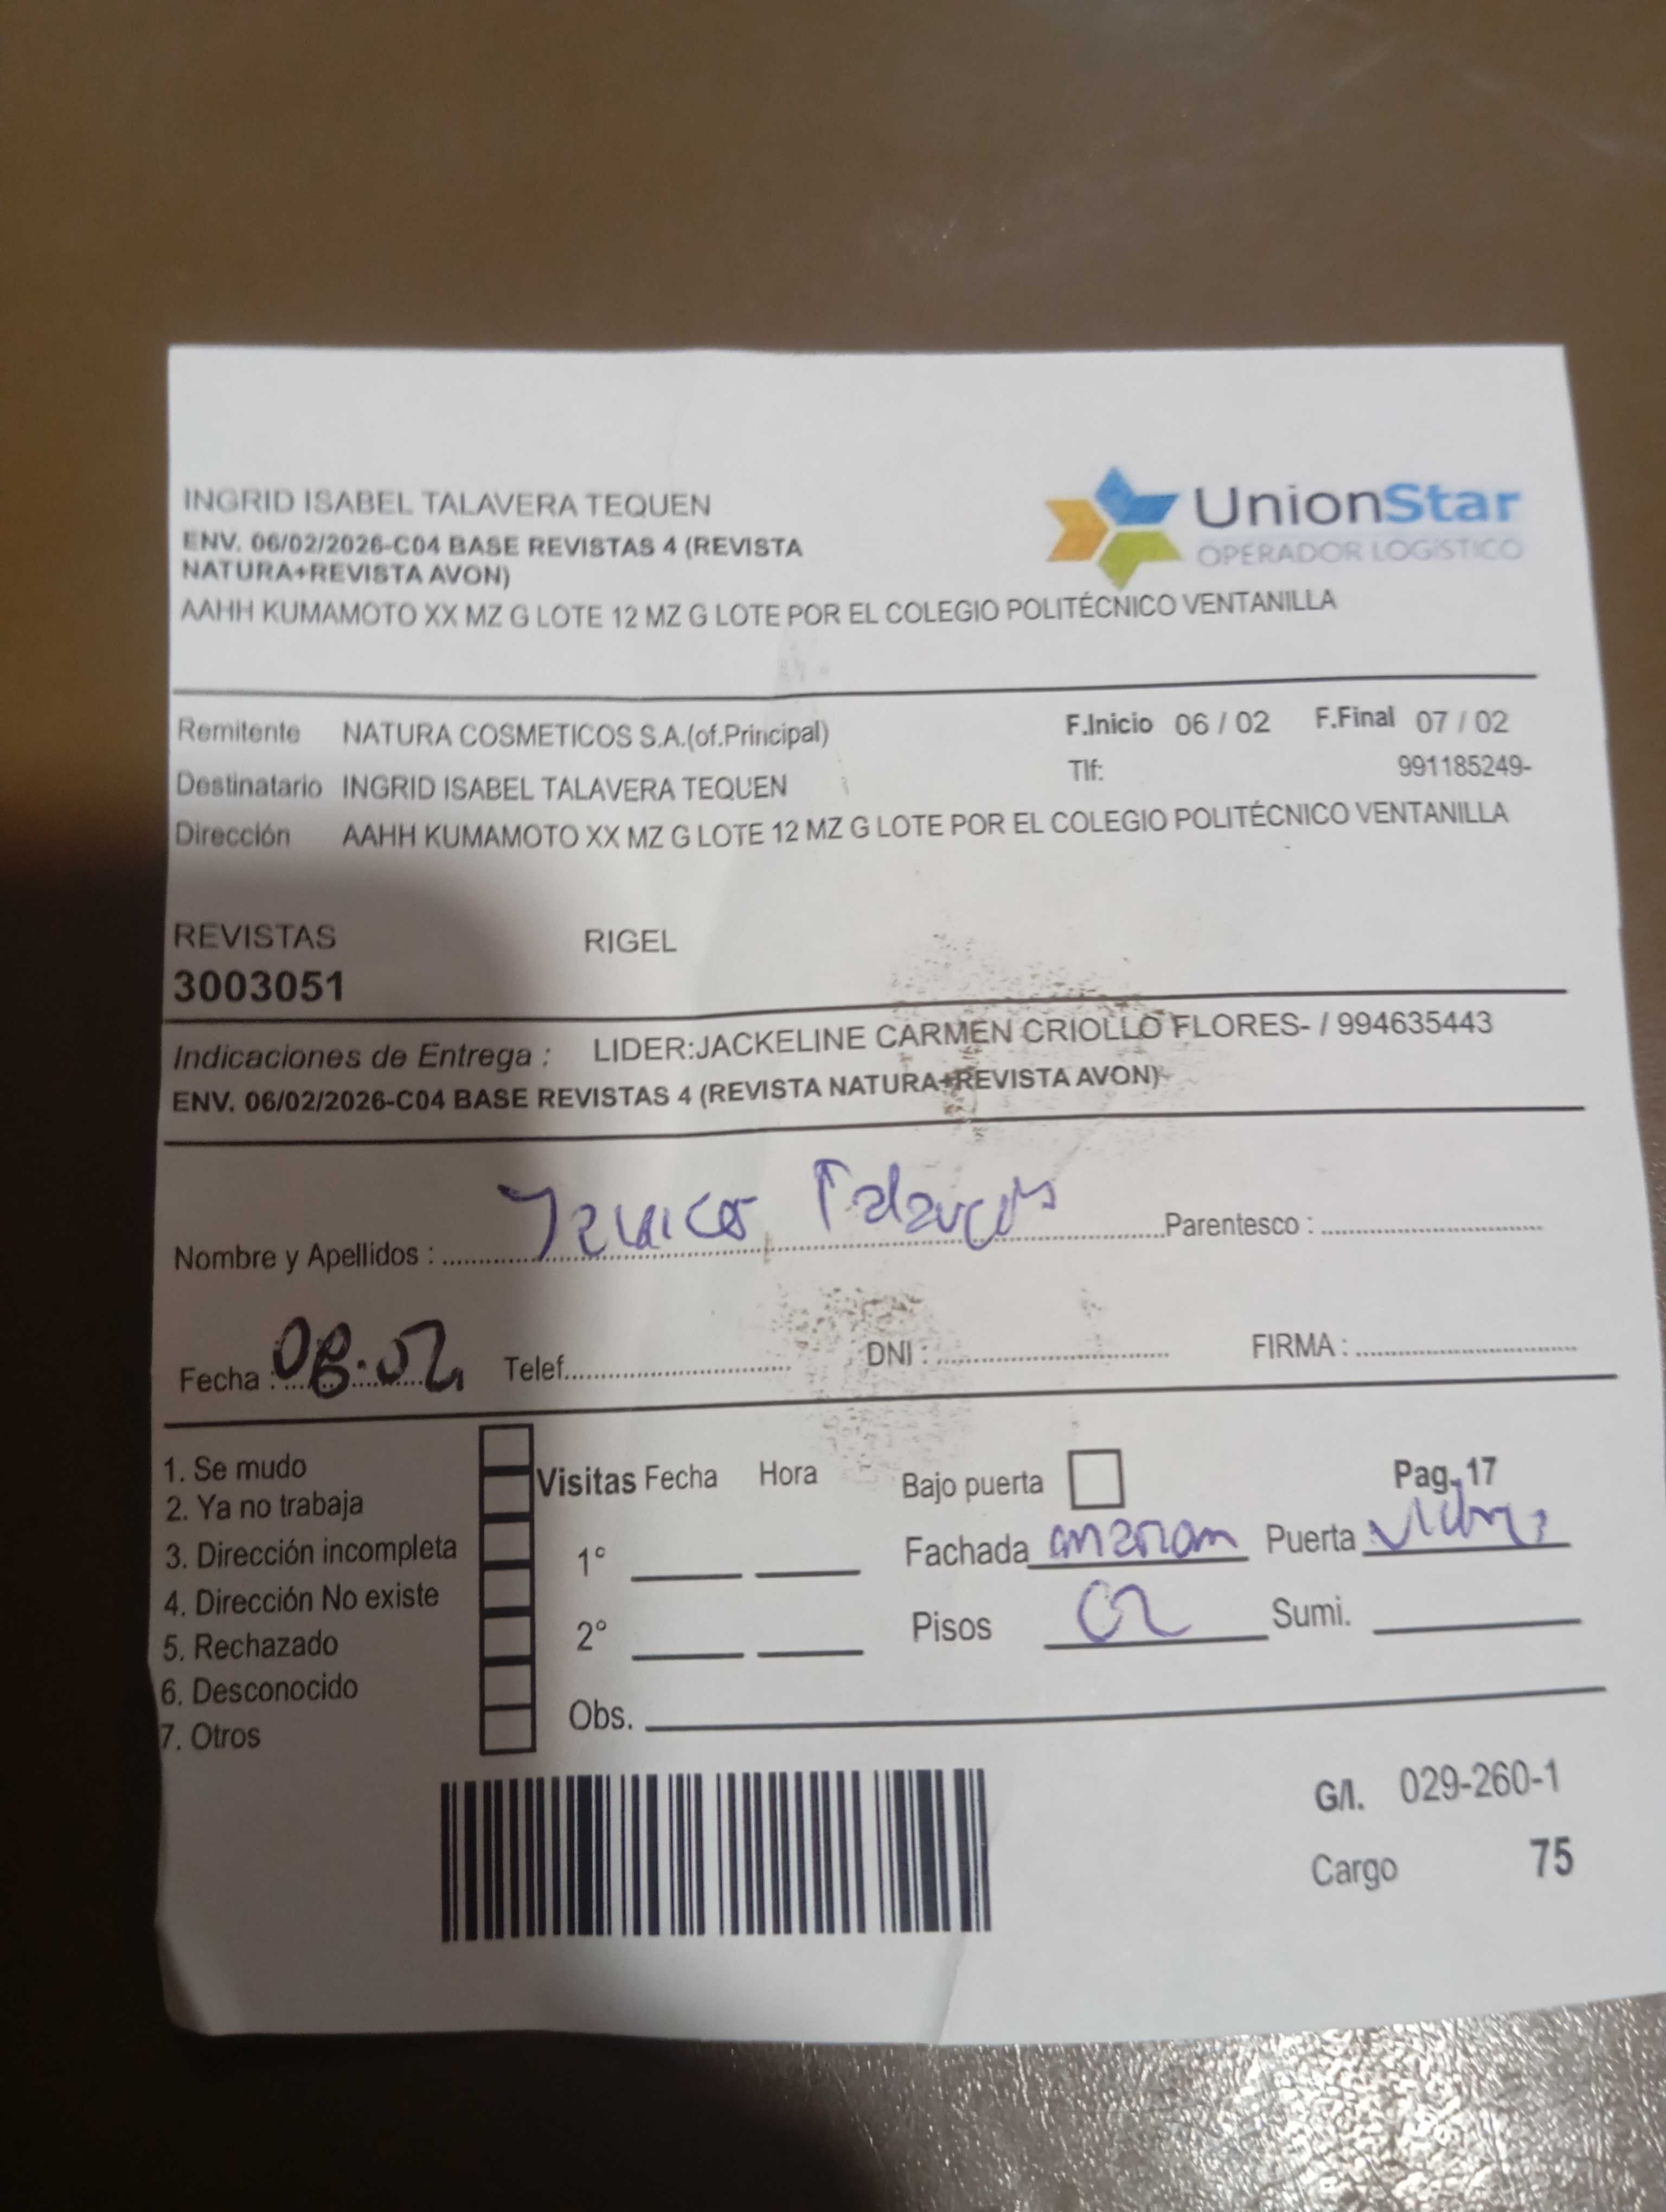 INGRID ISABEL TALAVERA TEQUEN
ENV. 06/02/2026-C04 BASE REVISTAS 4 (REVISTA
NATURA+REVISTA AVON)
AAHH KUMAMOTO XX MZ G LOTE 12 MZ G LOTE POR EL COLEGIO POLITÉCNICO VENTANILLA
UnionStar
OPERADOR LOGÍSTICO
Remitente NATURA COSMETICOS S.A.(of.Principal) F.Inicio 06 / 02 F.Final 07 / 02
Destinatario INGRID ISABEL TALAVERA TEQUEN Tlf: 991185249-
Dirección AAHH KUMAMOTO XX MZ G LOTE 12 MZ G LOTE POR EL COLEGIO POLITÉCNICO VENTANILLA
REVISTAS RIGEL
3003051
Indicaciones de Entrega : LIDER:JACKELINE CARMEN CRIOLLO FLORES- / 994635443
ENV. 06/02/2026-C04 BASE REVISTAS 4 (REVISTA NATURA+REVISTA AVON)-
Nombre y Apellidos : Parentesco :
Fecha : 08.02 Telef. DNI : FIRMA :
1. Se mudo
2. Ya no trabaja
3. Dirección incompleta
4. Dirección No existe
5. Rechazado
6. Desconocido
7. Otros
Visitas Fecha Hora
1°
2°
Obs.
Bajo puerta Pag. 17
Fachada Puerta
Pisos 02 Sumi.
G/l. 029-260-1
Cargo 75